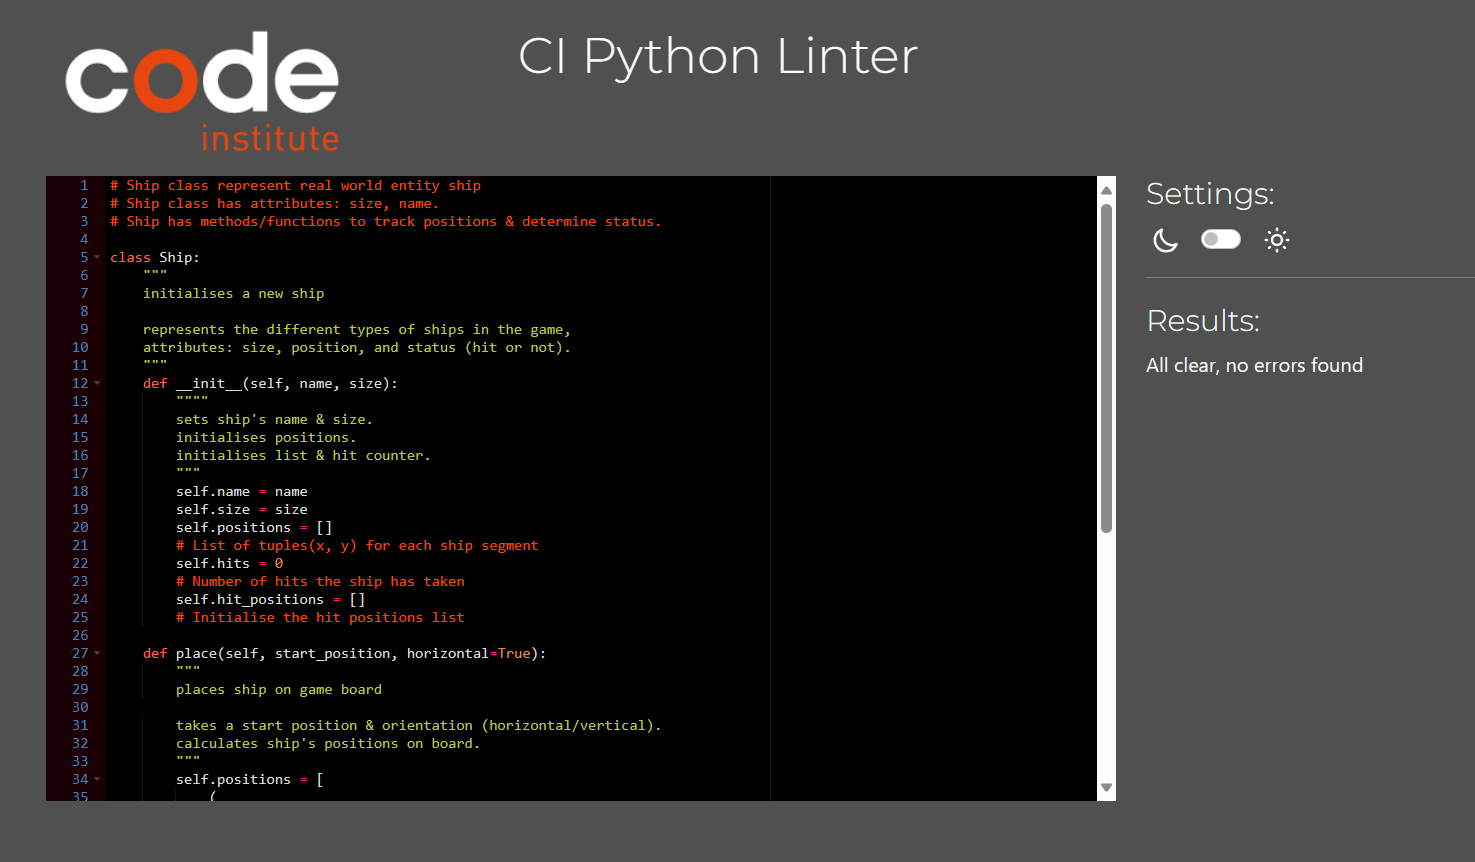 code
institute
CI Python Linter
1 # Ship class represent real world entity ship
2 # Ship class has attributes: size, name.
3 # Ship has methods/functions to track positions & determine status.
4
5 class Ship:
6     """
7     initialises a new ship
8
9     represents the different types of ships in the game,
10     attributes: size, position, and status (hit or not).
11     """
12     def __init__(self, name, size):
13         """"
14         sets ship's name & size.
15         initialises positions.
16         initialises list & hit counter.
17         """
18         self.name = name
19         self.size = size
20         self.positions = []
21         # List of tuples(x, y) for each ship segment
22         self.hits = 0
23         # Number of hits the ship has taken
24         self.hit_positions = []
25         # Initialise the hit positions list
26
27     def place(self, start_position, horizontal=True):
28         """
29         places ship on game board
30
31         takes a start position & orientation (horizontal/vertical).
32         calculates ship's positions on board.
33         """
34         self.positions = [
35             (
Settings:
Results:
All clear, no errors found